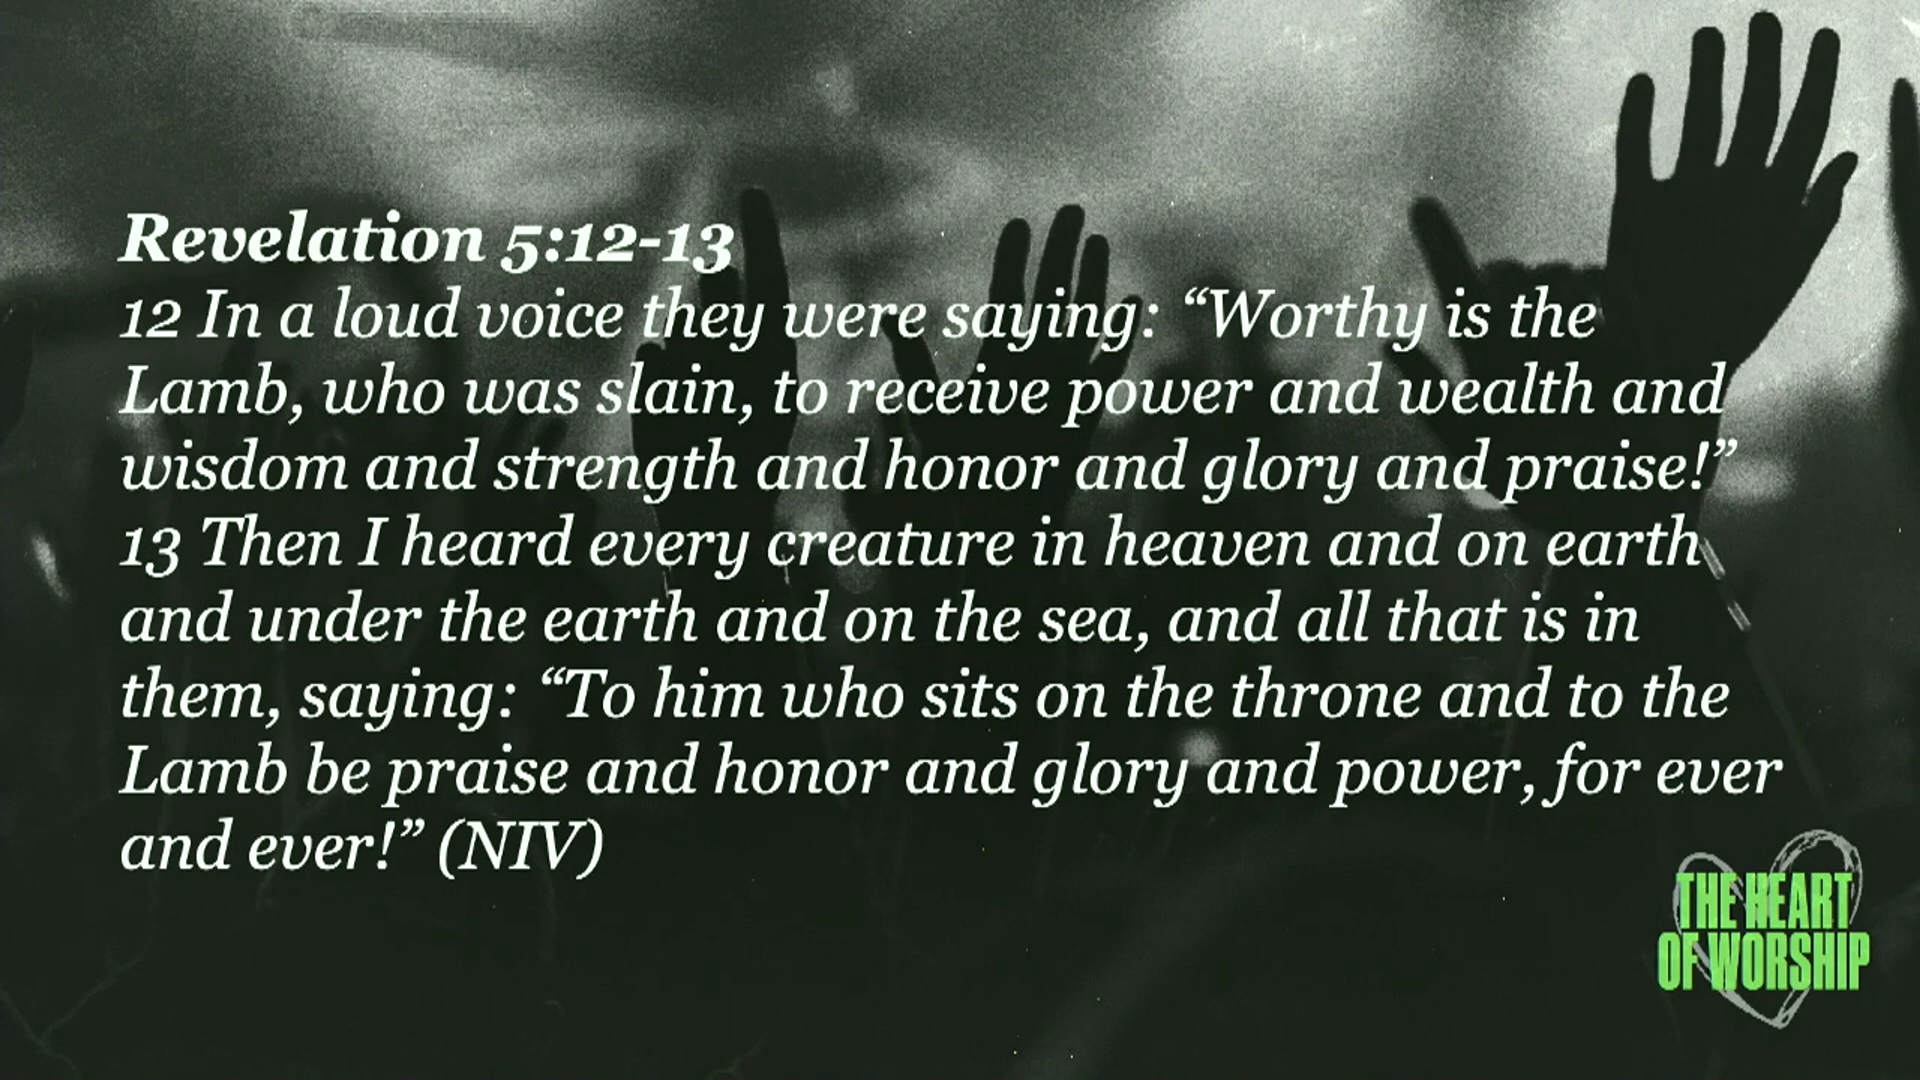 Revelation 5:12-13
12 In a loud voice they were saying: “Worthy is the
Lamb, who was slain, to receive power and wealth and
wisdom and strength and honor and glory and praise!”
13 Then I heard every creature in heaven and on earth
and under the earth and on the sea, and all that is in
them, saying: “To him who sits on the throne and to the
Lamb be praise and honor and glory and power, for ever
and ever!” (NIV)
THE HEART
OF WORSHIP